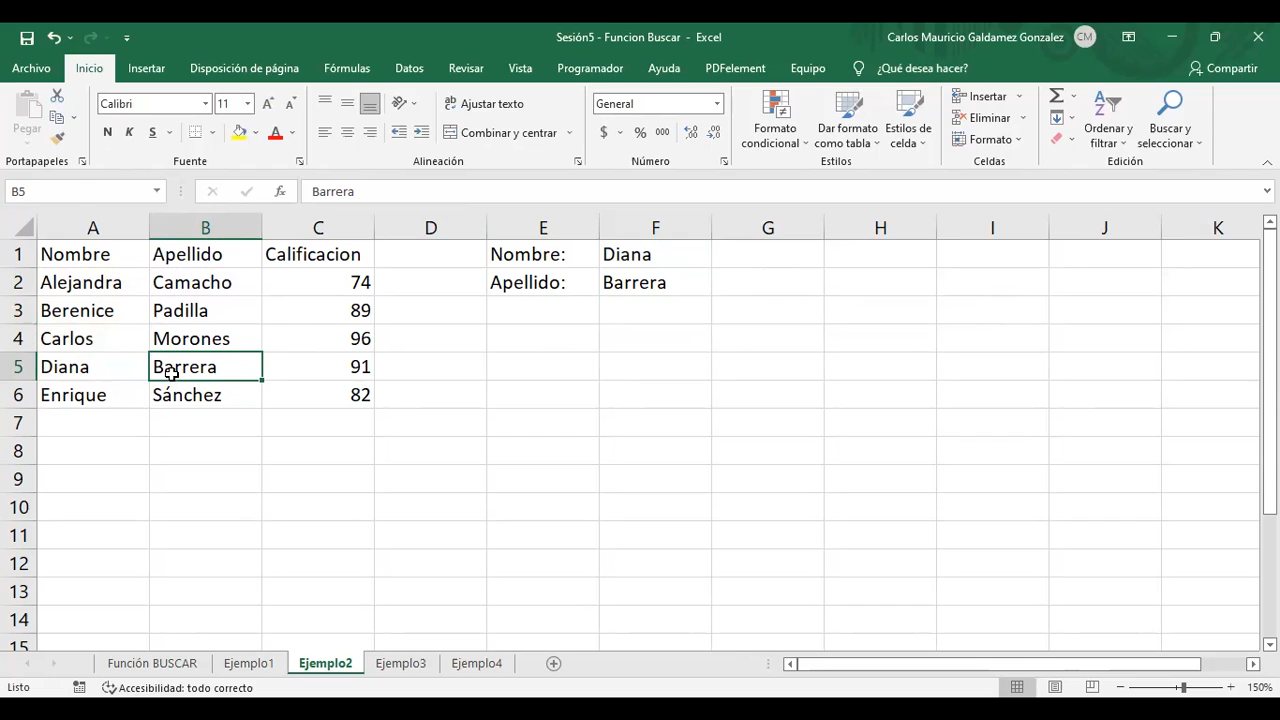 Sesión5 - Funcion Buscar - Excel
Carlos Mauricio Galdamez Gonzalez CM
Archivo Inicio Insertar Disposición de página Fórmulas Datos Revisar Vista Programador Ayuda PDFelement Equipo ¿Qué desea hacer? Compartir
Pegar
Calibri 11
N K S
Ajustar texto
Combinar y centrar
General
$ % 000
Formato condicional
Dar formato como tabla
Estilos de celda
Insertar
Eliminar
Formato
Ordenar y filtrar
Buscar y seleccionar
Portapapeles Fuente Alineación Número Estilos Celdas Edición
B5 fx Barrera
A B C D E F G H I J K
1 Nombre Apellido Calificacion Nombre: Diana
2 Alejandra Camacho 74 Apellido: Barrera
3 Berenice Padilla 89
4 Carlos Morones 96
5 Diana Barrera 91
6 Enrique Sánchez 82
7
8
9
10
11
12
13
14
15
Función BUSCAR Ejemplo1 Ejemplo2 Ejemplo3 Ejemplo4
Listo Accesibilidad: todo correcto 150%